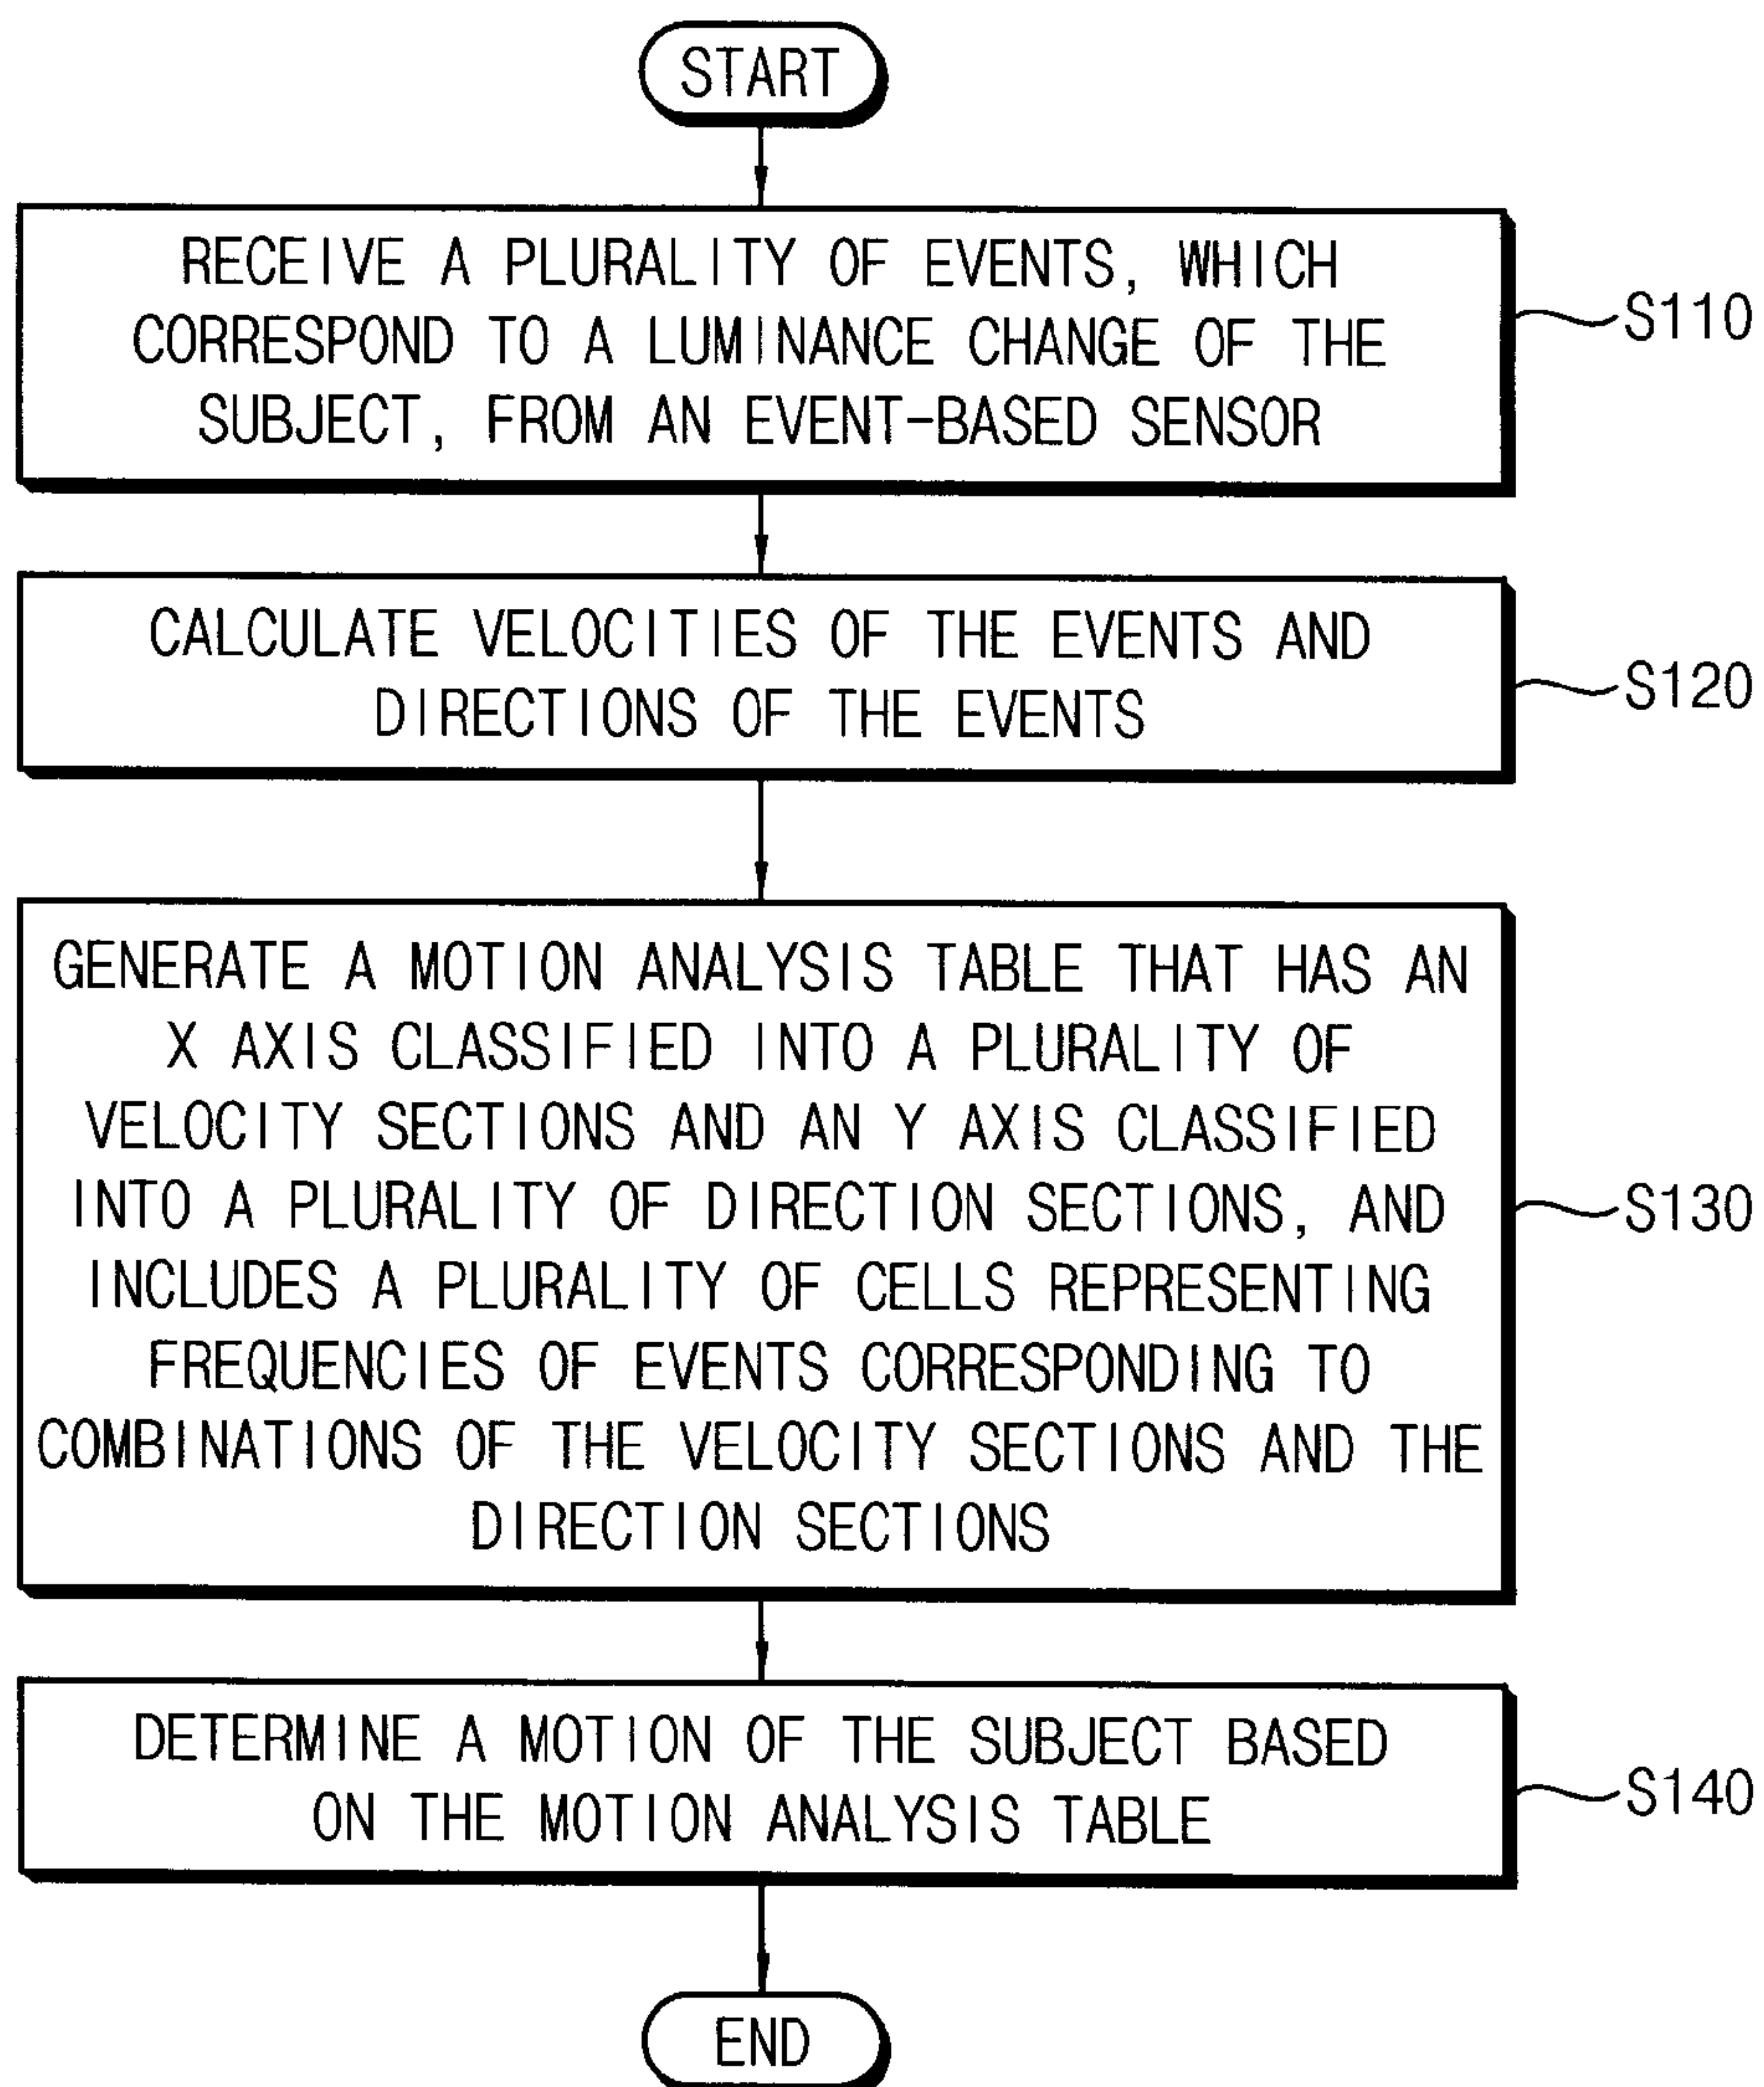 START
RECEIVE A PLURALITY OF EVENTS, WHICH
CORRESPOND TO A LUMINANCE CHANGE OF THE
SUBJECT, FROM AN EVENT-BASED SENSOR
S110
CALCULATE VELOCITIES OF THE EVENTS AND
DIRECTIONS OF THE EVENTS
S120
GENERATE A MOTION ANALYSIS TABLE THAT HAS AN
X AXIS CLASSIFIED INTO A PLURALITY OF
VELOCITY SECTIONS AND AN Y AXIS CLASSIFIED
INTO A PLURALITY OF DIRECTION SECTIONS, AND
INCLUDES A PLURALITY OF CELLS REPRESENTING
FREQUENCIES OF EVENTS CORRESPONDING TO
COMBINATIONS OF THE VELOCITY SECTIONS AND THE
DIRECTION SECTIONS
S130
DETERMINE A MOTION OF THE SUBJECT BASED
ON THE MOTION ANALYSIS TABLE
S140
END